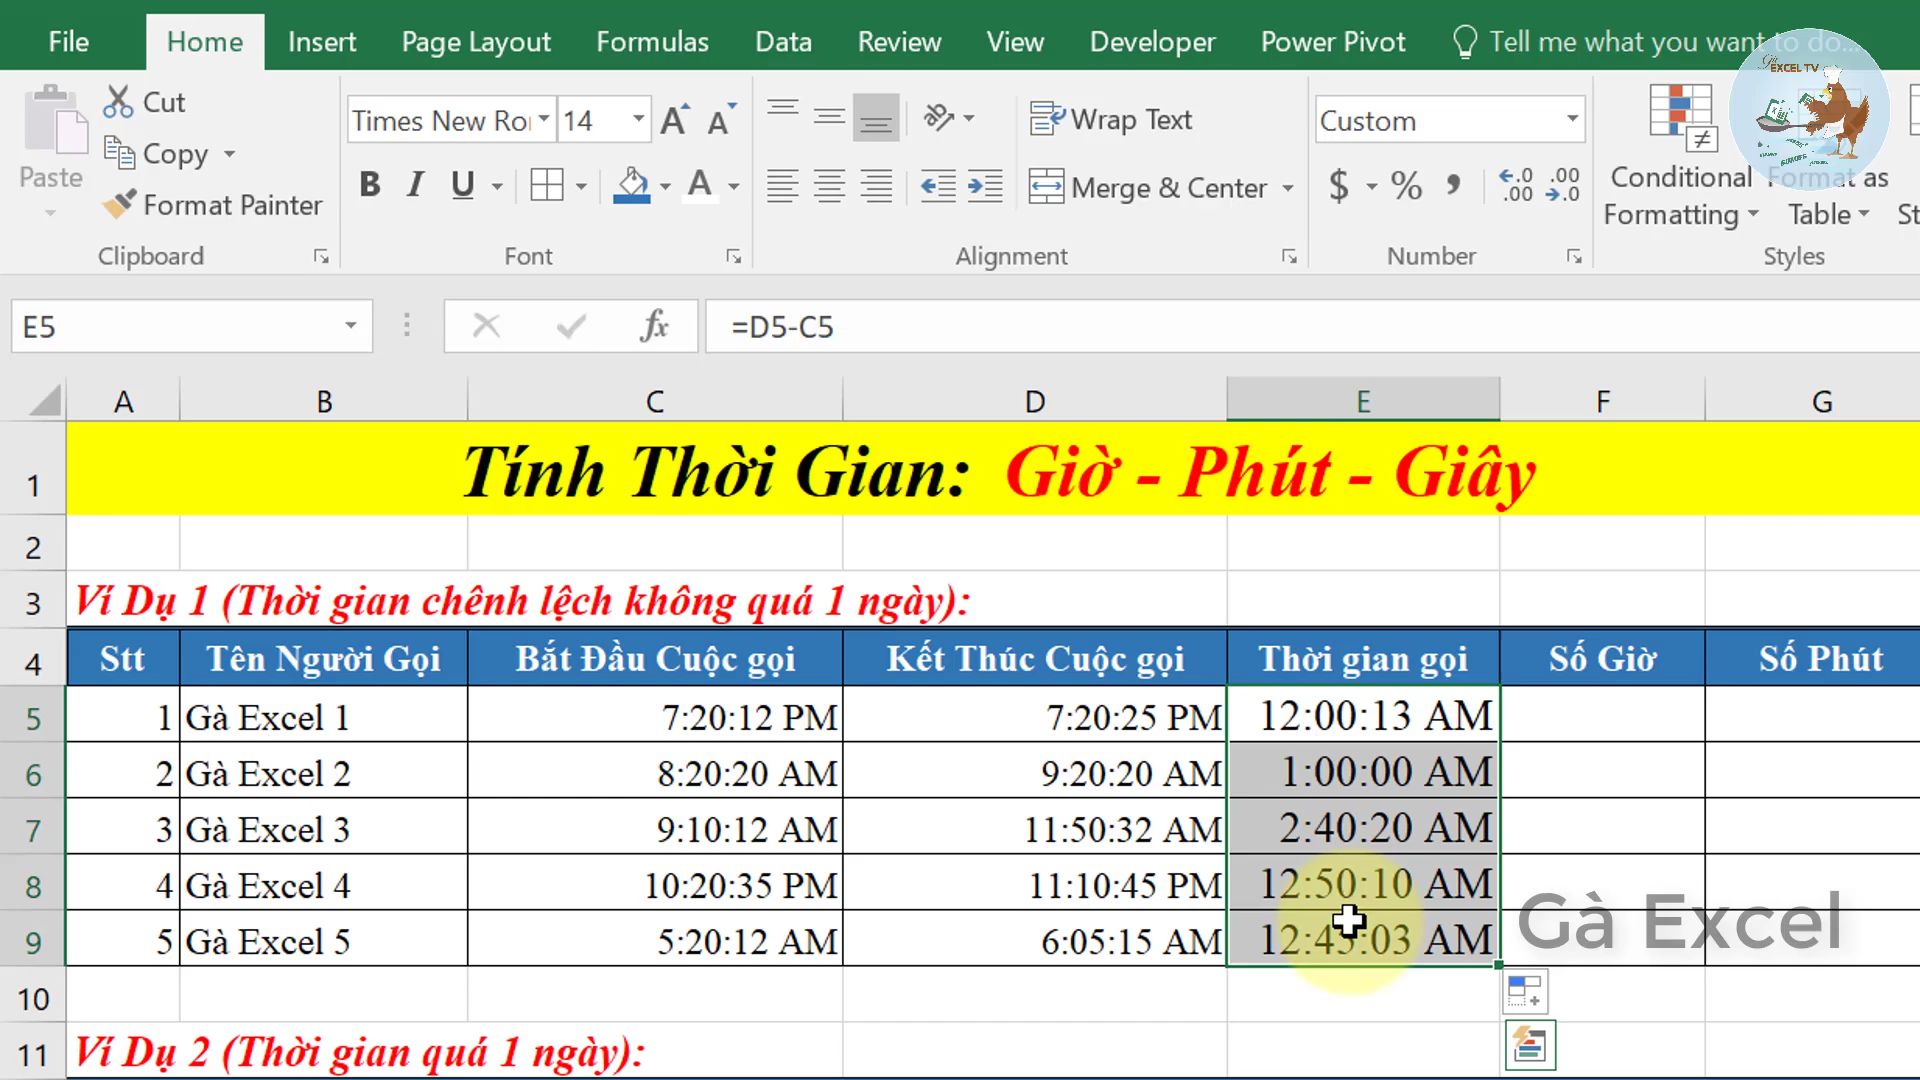 File Home Insert Page Layout Formulas Data Review View Developer Power Pivot Tell me what you want to do...
EXCEL TV
Cut
Copy
Format Painter
Paste
Clipboard
Times New Ro 14
B I U A
Font
Wrap Text
Merge & Center
Alignment
Custom
$ % ,
Number
Conditional Formatting
Format as Table
Styles
E5 fx =D5-C5
A B C D E F G
1 Tính Thời Gian: Giờ - Phút - Giây
2
3 Ví Dụ 1 (Thời gian chênh lệch không quá 1 ngày):
4 Stt Tên Người Gọi Bắt Đầu Cuộc gọi Kết Thúc Cuộc gọi Thời gian gọi Số Giờ Số Phút
5 1 Gà Excel 1 7:20:12 PM 7:20:25 PM 12:00:13 AM
6 2 Gà Excel 2 8:20:20 AM 9:20:20 AM 1:00:00 AM
7 3 Gà Excel 3 9:10:12 AM 11:50:32 AM 2:40:20 AM
8 4 Gà Excel 4 10:20:35 PM 11:10:45 PM 12:50:10 AM
9 5 Gà Excel 5 5:20:12 AM 6:05:15 AM 12:45:03 AM
Gà Excel
10
11 Ví Dụ 2 (Thời gian quá 1 ngày):